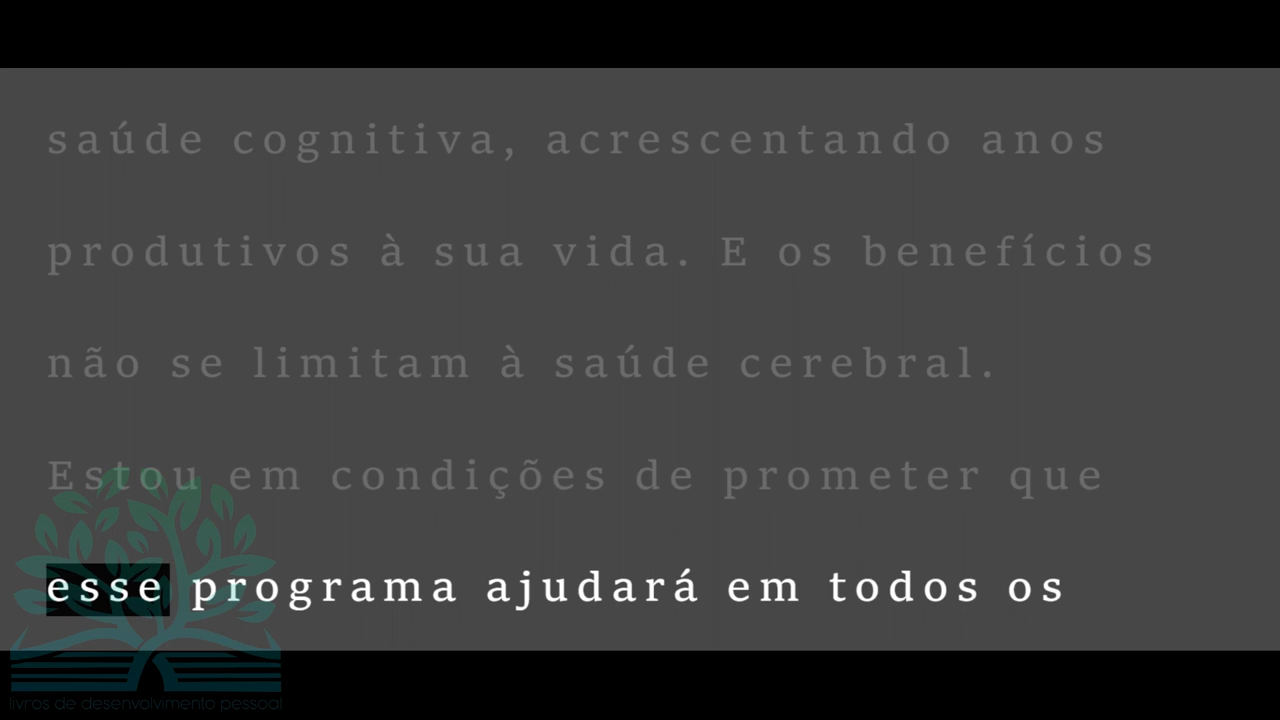 saúde cognitiva, acrescentando anos
produtivos à sua vida. E os benefícios
não se limitam à saúde cerebral.
Estou em condições de prometer que
esse programa ajudará em todos os
livros de desenvolvimento pessoal